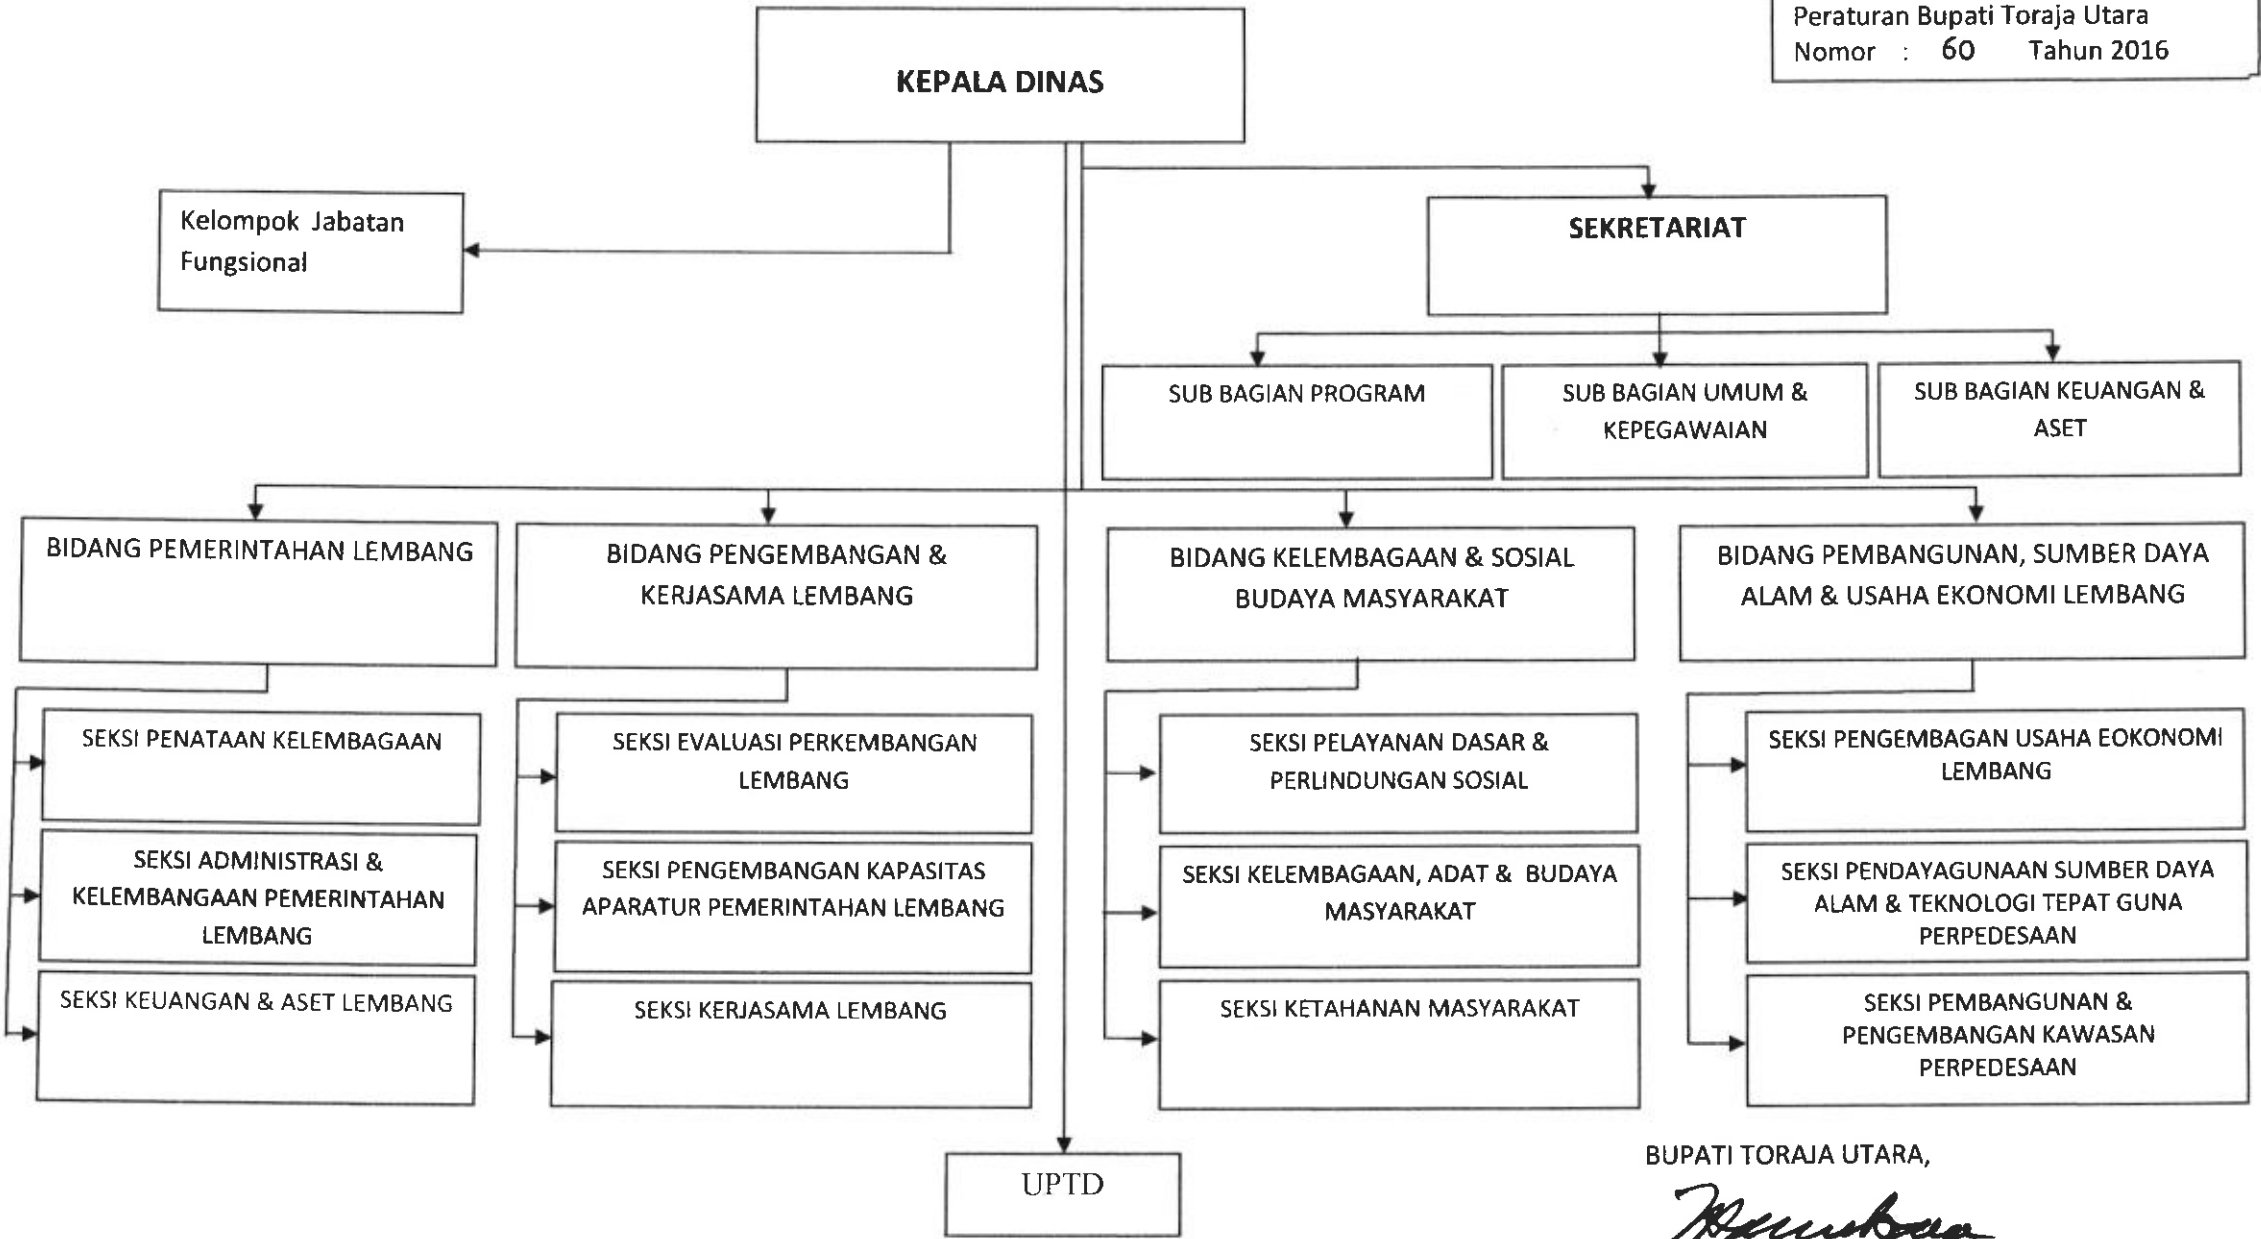 Peraturan Bupati Toraja Utara
Nomor : 60 Tahun 2016
KEPALA DINAS
Kelompok Jabatan
Fungsional
SEKRETARIAT
SUB BAGIAN PROGRAM
SUB BAGIAN UMUM &
KEPEGAWAIAN
SUB BAGIAN KEUANGAN &
ASET
BIDANG PEMERINTAHAN LEMBANG
BIDANG PENGEMBANGAN &
KERJASAMA LEMBANG
BIDANG KELEMBAGAAN & SOSIAL
BUDAYA MASYARAKAT
BIDANG PEMBANGUNAN, SUMBER DAYA
ALAM & USAHA EKONOMI LEMBANG
SEKSI PENATAAN KELEMBAGAAN
SEKSI ADMINISTRASI &
KELEMBANGAAN PEMERINTAHAN
LEMBANG
SEKSI KEUANGAN & ASET LEMBANG
SEKSI EVALUASI PERKEMBANGAN
LEMBANG
SEKSI PENGEMBANGAN KAPASITAS
APARATUR PEMERINTAHAN LEMBANG
SEKSI KERJASAMA LEMBANG
SEKSI PELAYANAN DASAR &
PERLINDUNGAN SOSIAL
SEKSI KELEMBAGAAN, ADAT & BUDAYA
MASYARAKAT
SEKSI KETAHANAN MASYARAKAT
SEKSI PENGEMBAGAN USAHA EOKONOMI
LEMBANG
SEKSI PENDAYAGUNAAN SUMBER DAYA
ALAM & TEKNOLOGI TEPAT GUNA
PERPEDESAAN
SEKSI PEMBANGUNAN &
PENGEMBANGAN KAWASAN
PERPEDESAAN
UPTD
BUPATI TORAJA UTARA,